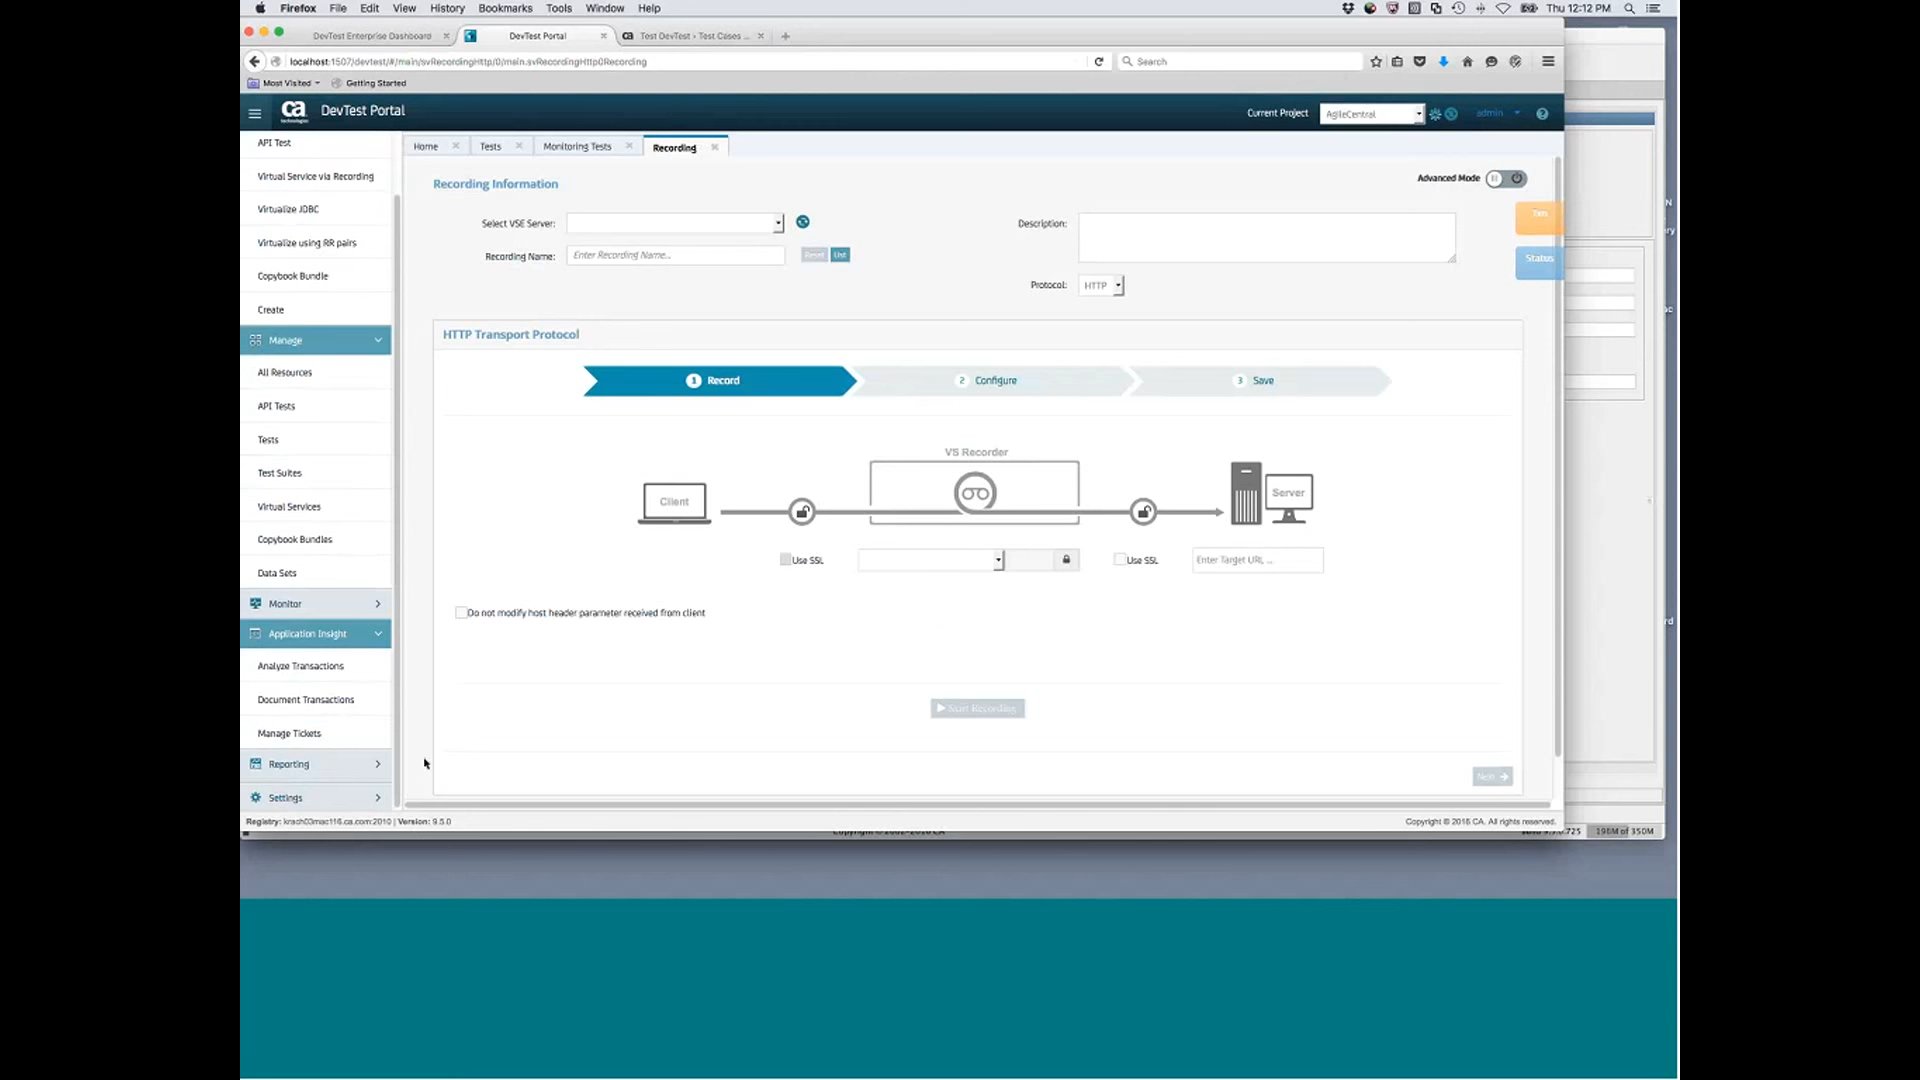 Firefox File Edit View History Bookmarks Tools Window Help
Thu 12:12 PM
DevTest Enterprise Dashboard
DevTest Portal
Test DevTest › Test Cases ...
localhost:1507/devtest/#/main/svRecordingHttp/0/main.svRecordingHttp0Recording
Search
Most Visited
Getting Started
ca
technologies
DevTest Portal
Current Project
AgileCentral
admin
API Test
Virtual Service via Recording
Virtualize JDBC
Virtualize using RR pairs
Copybook Bundle
Create
Manage
All Resources
API Tests
Tests
Test Suites
Virtual Services
Copybook Bundles
Data Sets
Monitor
Application Insight
Analyze Transactions
Document Transactions
Manage Tickets
Reporting
Settings
Home
Tests
Monitoring Tests
Recording
Recording Information
Advanced Mode
Select VSE Server:
Description:
Recording Name:
Enter Recording Name...
Reset
List
Protocol:
HTTP
Status
HTTP Transport Protocol
1 Record
2 Configure
3 Save
VS Recorder
Client
Server
Use SSL
Use SSL
Enter Target URL ...
Do not modify host header parameter received from client
Start Recording
Next
Registry: krach03mac116.ca.com:2010 | Version: 9.5.0
Copyright © 2016 CA. All rights reserved.
196M of 350M